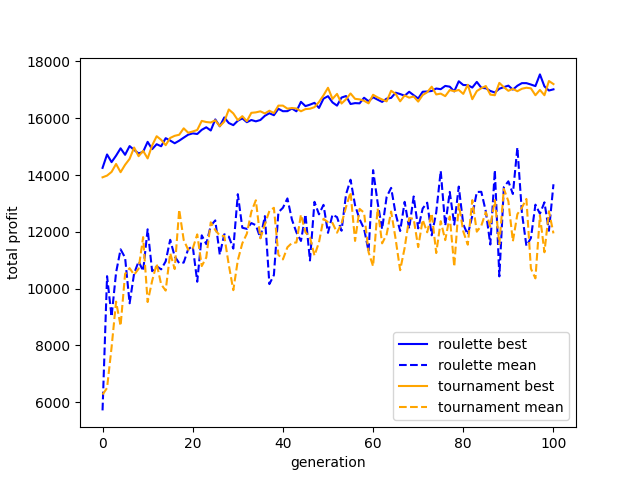 18000
16000
14000
12000
10000
8000
6000
total profit
0
20
40
60
80
100
generation
roulette best
roulette mean
tournament best
tournament mean